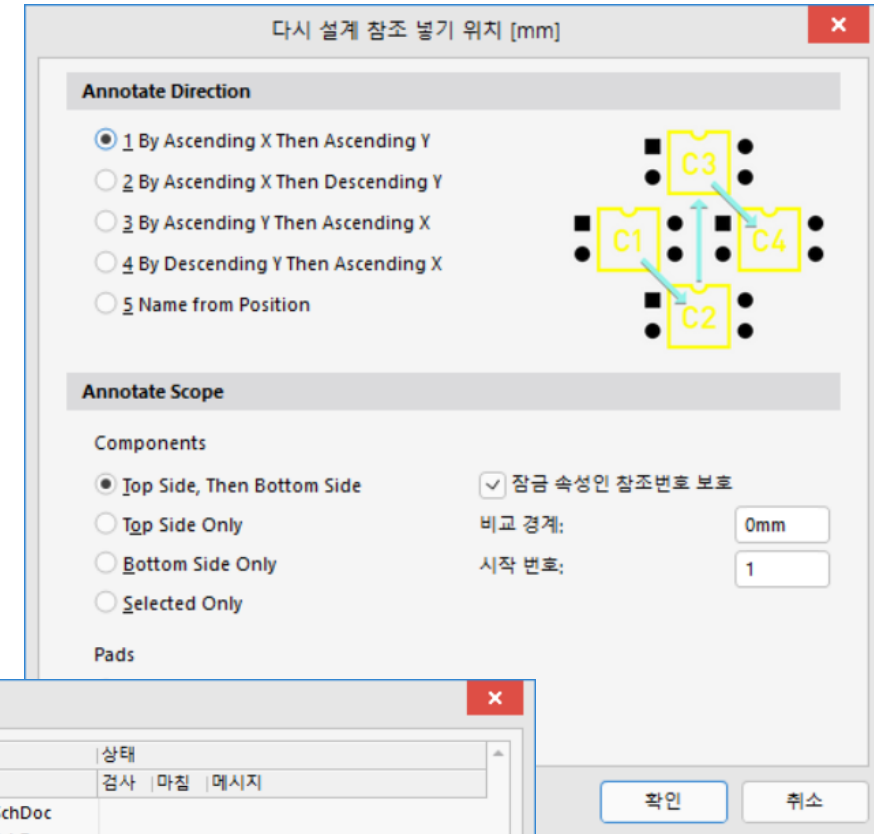 다시 설계 참조 넣기 위치 [mm]
Annotate Direction
1 By Ascending X Then Ascending Y
2 By Ascending X Then Descending Y
3 By Ascending Y Then Ascending X
4 By Descending Y Then Ascending X
5 Name from Position
C3
C1
C4
C2
Annotate Scope
Components
Top Side, Then Bottom Side
잠금 속성인 참조번호 보호
Top Side Only
비교 경계:
0mm
Bottom Side Only
시작 번호:
1
Selected Only
Pads
상태
검사 마침 메시지
확인
취소